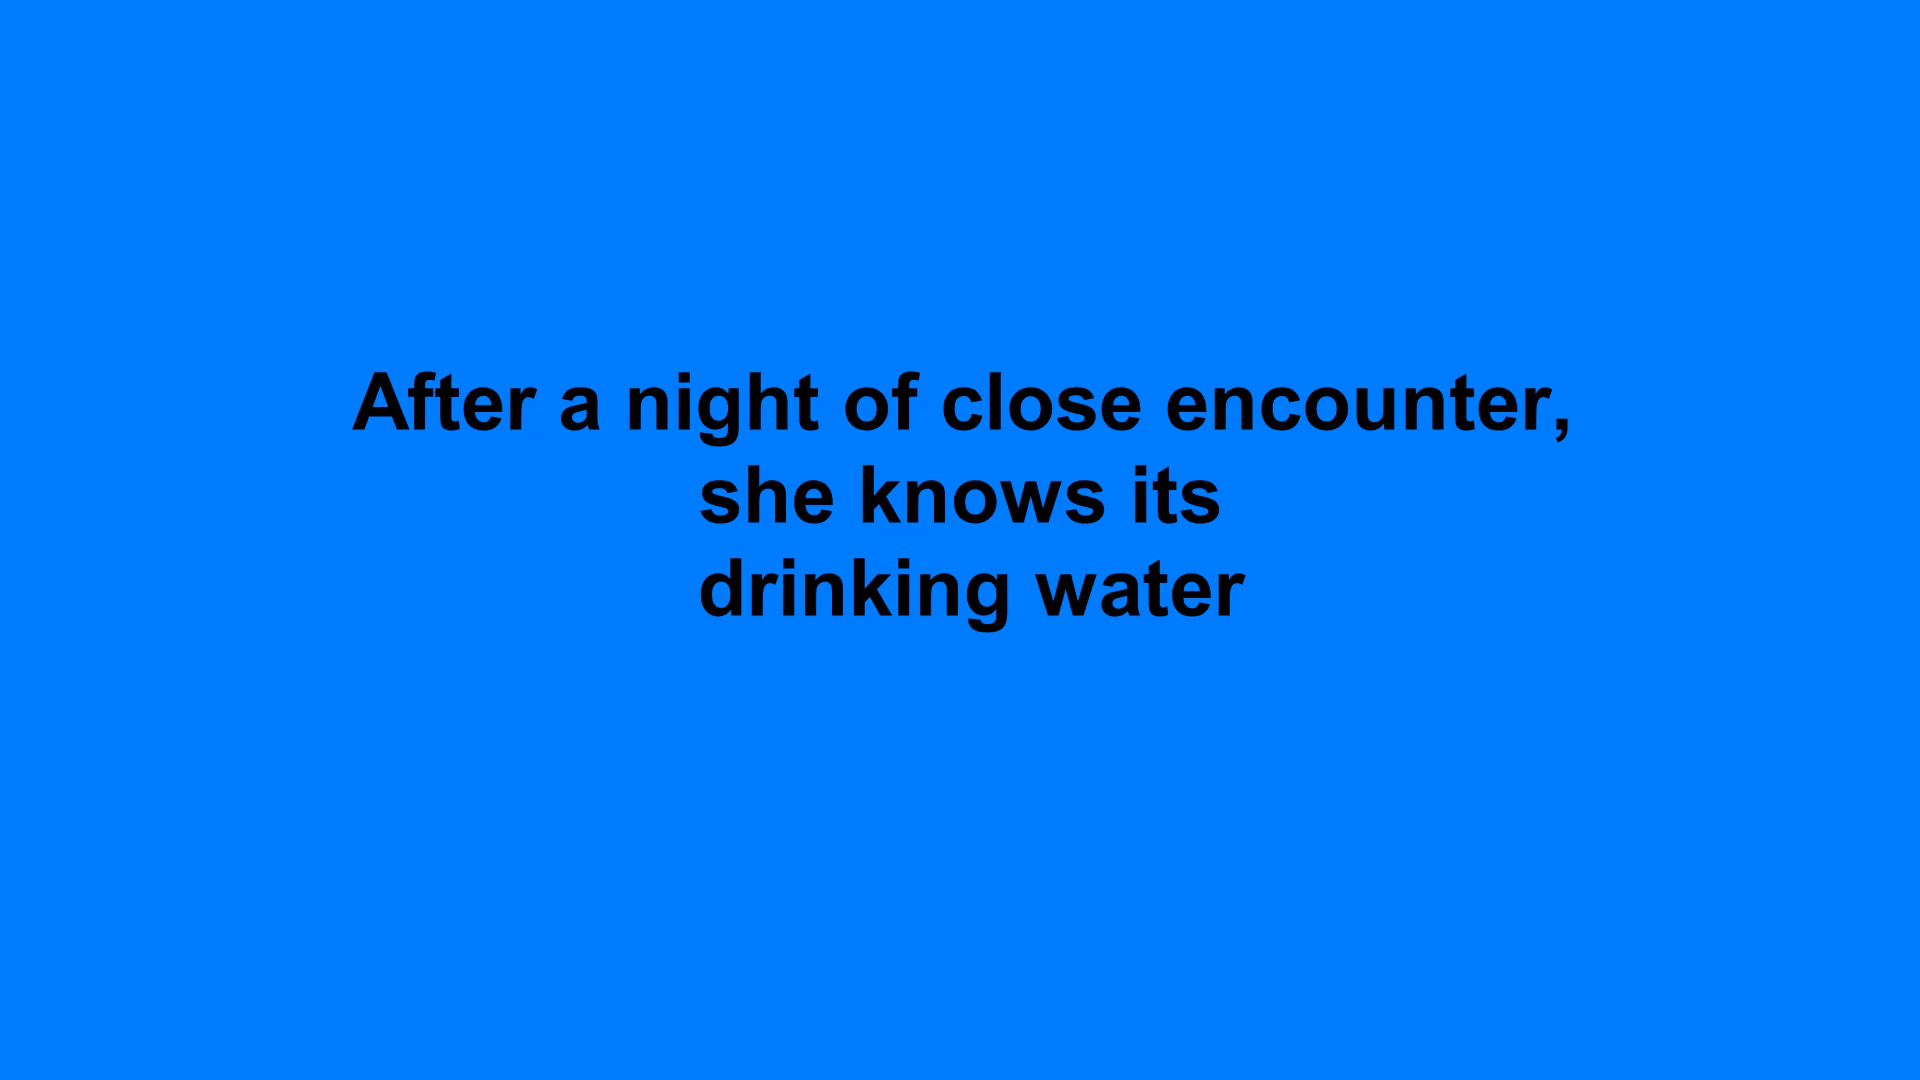 After a night of close encounter,
she knows its
drinking water